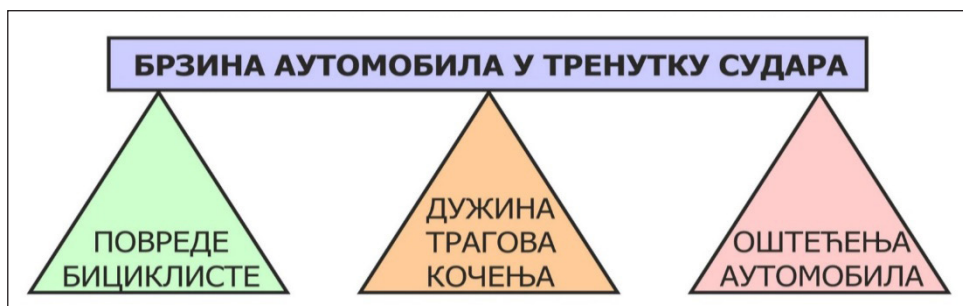 БРЗИНА АУТОМОБИЛА У ТРЕНУТКУ СУДАРА
ПОВРЕДЕ
БИЦИКЛИСТЕ
ДУЖИНА
ТРАГОВА
КОЧЕЊА
ОШТЕЋЕЊА
АУТОМОБИЛА